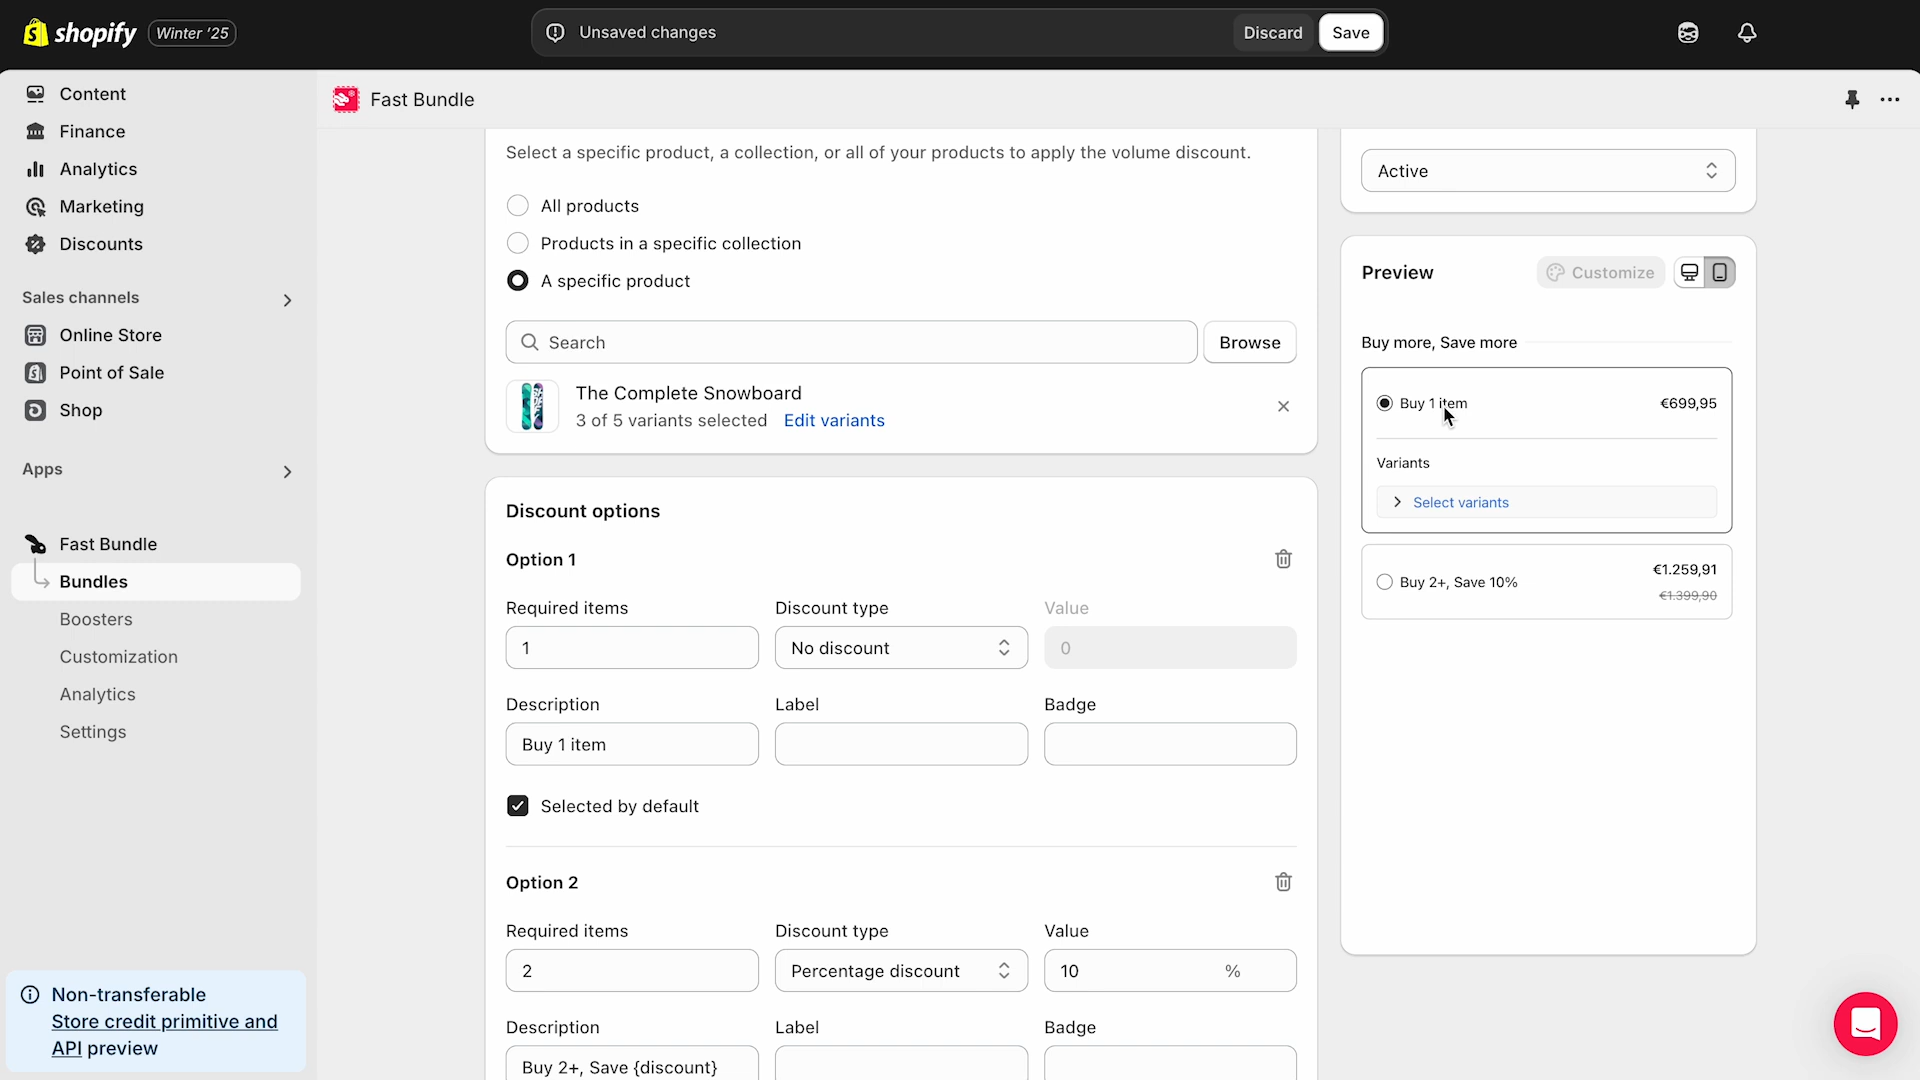 shopify
Winter '25
Unsaved changes
Discard
Save
Content
Finance
Analytics
Marketing
Discounts
Sales channels
Online Store
Point of Sale
Shop
Apps
Fast Bundle
Bundles
Boosters
Customization
Analytics
Settings
Non-transferable
Store credit primitive and
API preview
Fast Bundle
Select a specific product, a collection, or all of your products to apply the volume discount.
All products
Products in a specific collection
A specific product
Search
Browse
The Complete Snowboard
3 of 5 variants selected Edit variants
Discount options
Option 1
Required items Discount type Value
1 No discount 0
Description Label Badge
Buy 1 item
Selected by default
Option 2
Required items Discount type Value
2 Percentage discount 10 %
Description Label Badge
Buy 2+, Save {discount}
Active
Preview
Customize
Buy more, Save more
Buy 1 item €699,95
Variants
Select variants
Buy 2+, Save 10% €1.259,91
€1.399,90